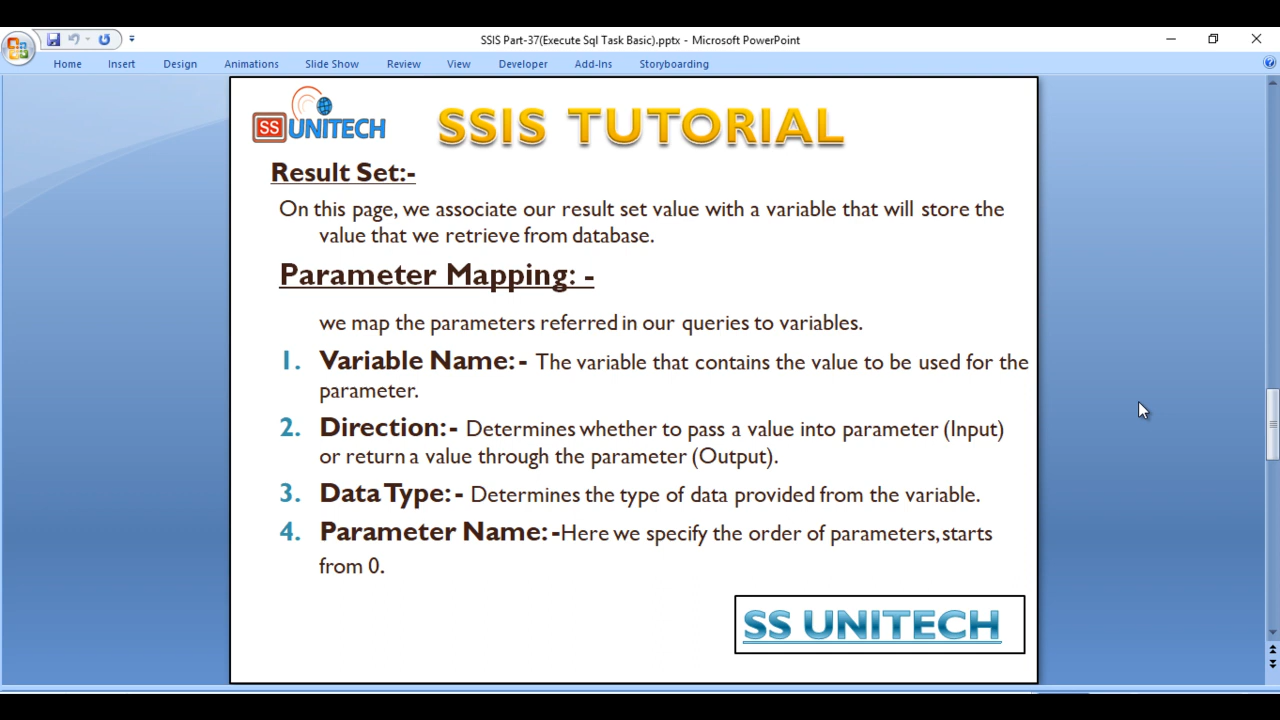 SSIS Part-37(Execute Sql Task Basic).pptx - Microsoft PowerPoint
Home Insert Design Animations Slide Show Review View Developer Add-Ins Storyboarding
SS UNITECH
SSIS TUTORIAL
Result Set:-
On this page, we associate our result set value with a variable that will store the
value that we retrieve from database.
Parameter Mapping: -
we map the parameters referred in our queries to variables.
1. Variable Name:- The variable that contains the value to be used for the
parameter.
2. Direction:- Determines whether to pass a value into parameter (Input)
or return a value through the parameter (Output).
3. Data Type:- Determines the type of data provided from the variable.
4. Parameter Name:-Here we specify the order of parameters, starts
from 0.
SS UNITECH